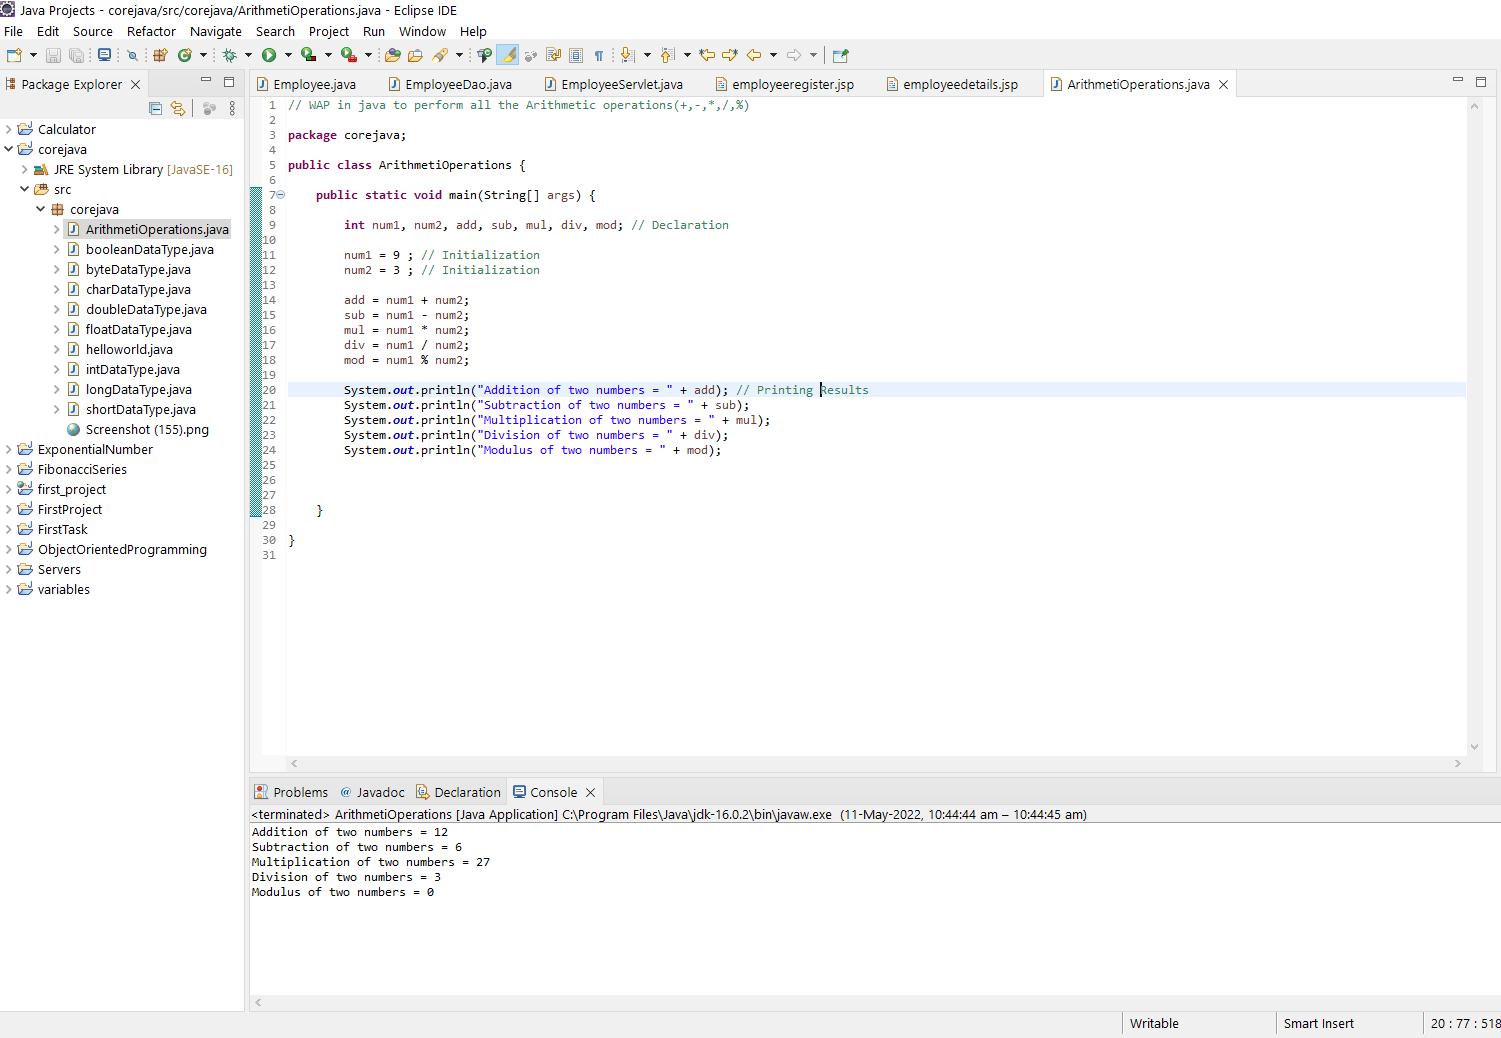 Java Projects - corejava/src/corejava/ArithmetiOperations.java - Eclipse IDE
File Edit Source Refactor Navigate Search Project Run Window Help
Package Explorer
Calculator
corejava
JRE System Library [JavaSE-16]
src
corejava
ArithmetiOperations.java
booleanDataType.java
byteDataType.java
charDataType.java
doubleDataType.java
floatDataType.java
helloworld.java
intDataType.java
longDataType.java
shortDataType.java
Screenshot (155).png
ExponentialNumber
FibonacciSeries
first_project
FirstProject
FirstTask
ObjectOrientedProgramming
Servers
variables
Employee.java EmployeeDao.java EmployeeServlet.java employeeregister.jsp employeedetails.jsp ArithmetiOperations.java
1 // WAP in java to perform all the Arithmetic operations(+,-,*,/,%)
2
3 package corejava;
4
5 public class ArithmetiOperations {
6
7 public static void main(String[] args) {
8
9 int num1, num2, add, sub, mul, div, mod; // Declaration
10
11 num1 = 9 ; // Initialization
12 num2 = 3 ; // Initialization
13
14 add = num1 + num2;
15 sub = num1 - num2;
16 mul = num1 * num2;
17 div = num1 / num2;
18 mod = num1 % num2;
19
20 System.out.println("Addition of two numbers = " + add); // Printing Results
21 System.out.println("Subtraction of two numbers = " + sub);
22 System.out.println("Multiplication of two numbers = " + mul);
23 System.out.println("Division of two numbers = " + div);
24 System.out.println("Modulus of two numbers = " + mod);
25
26
27
28 }
29
30 }
31
Problems @ Javadoc Declaration Console
<terminated> ArithmetiOperations [Java Application] C:\Program Files\Java\jdk-16.0.2\bin\javaw.exe (11-May-2022, 10:44:44 am – 10:44:45 am)
Addition of two numbers = 12
Subtraction of two numbers = 6
Multiplication of two numbers = 27
Division of two numbers = 3
Modulus of two numbers = 0
Writable Smart Insert 20 : 77 : 518